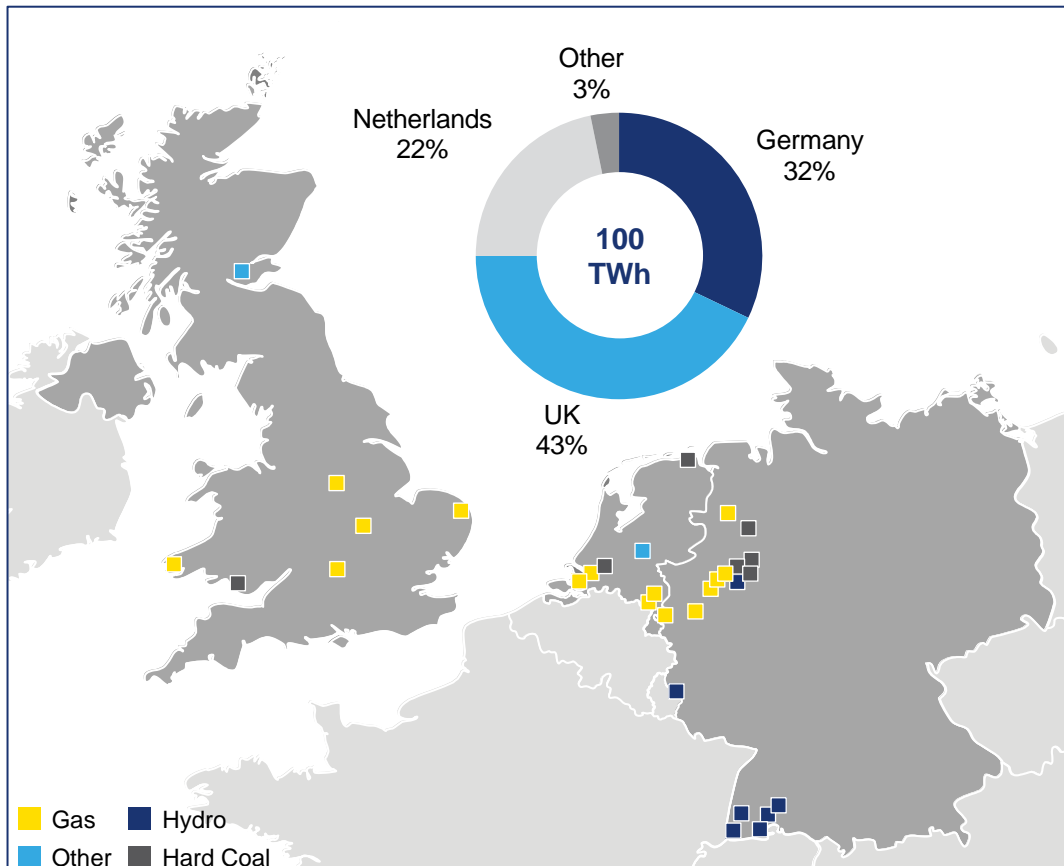 Other
3%
Netherlands
22%
Germany
32%
100
TWh
UK
43%
Gas
Hydro
Other
Hard Coal